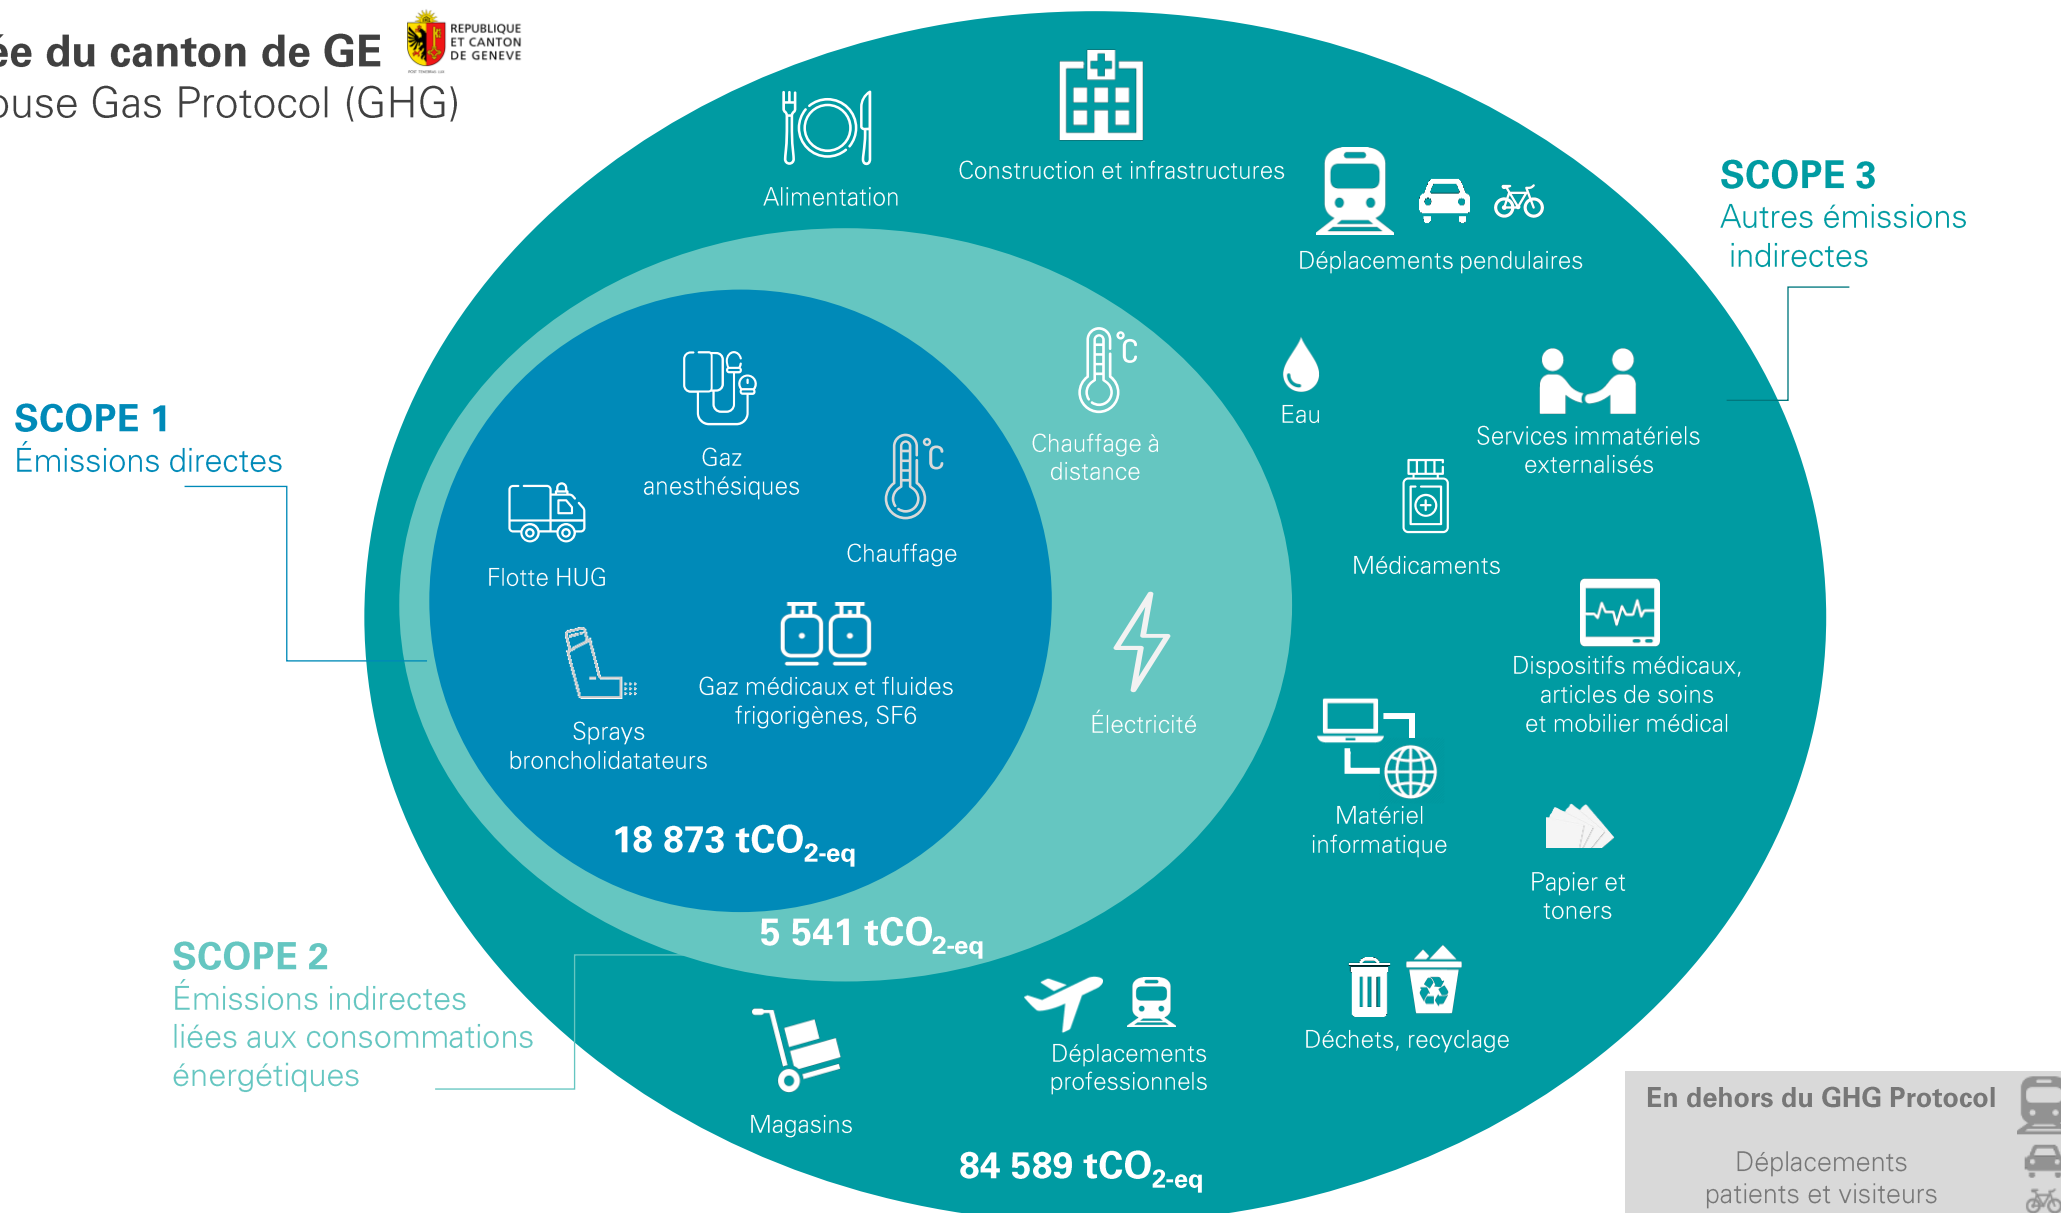 ée du canton de GE
REPUBLIQUE
ET CANTON
DE GENEVE
ouse Gas Protocol (GHG)
Alimentation
Construction et infrastructures
Déplacements pendulaires
SCOPE 3
Autres émissions
indirectes
SCOPE 1
Émissions directes
Gaz
anesthésiques
°C
Chauffage
Flotte HUG
Sprays
broncholidatateurs
Gaz médicaux et fluides
frigorigènes, SF6
18 873 tCO2-eq
°C
Chauffage à
distance
Électricité
5 541 tCO2-eq
SCOPE 2
Émissions indirectes
liées aux consommations
énergétiques
Eau
Services immatériels
externalisés
Médicaments
Dispositifs médicaux,
articles de soins
et mobilier médical
Matériel
informatique
Papier et
toners
Déchets, recyclage
Déplacements
professionnels
Magasins
84 589 tCO2-eq
En dehors du GHG Protocol
Déplacements
patients et visiteurs